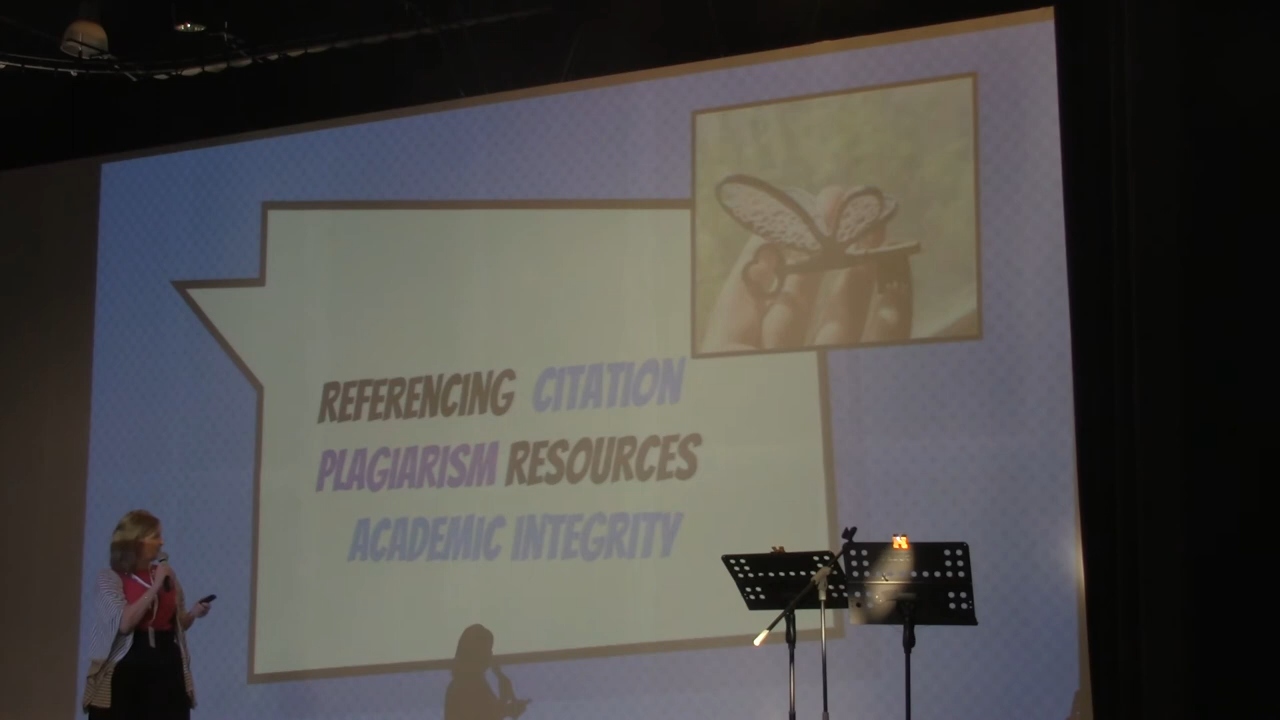 REFERENCING CITATION
PLAGIARISM RESOURCES
ACADEMIC INTEGRITY